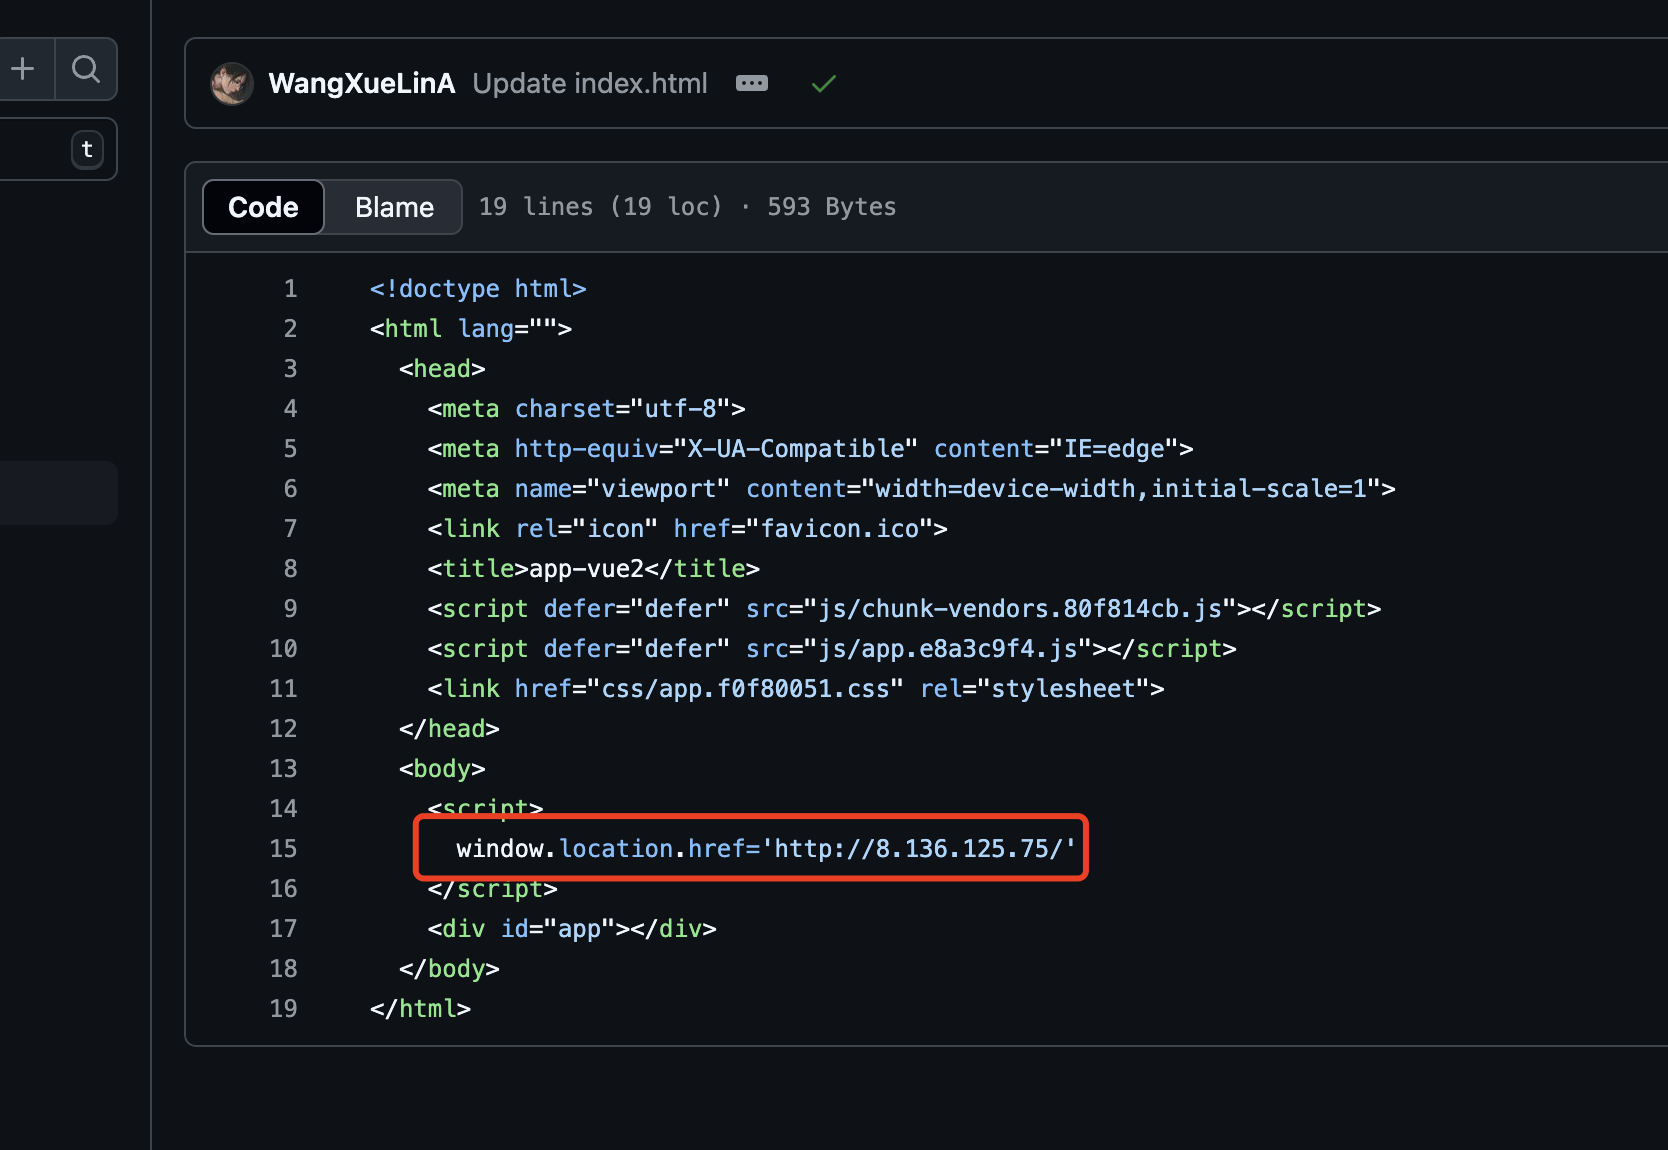 t
WangXueLinA Update index.html
Code Blame 19 lines (19 loc) · 593 Bytes
1 <!doctype html>
2 <html lang="">
3 <head>
4 <meta charset="utf-8">
5 <meta http-equiv="X-UA-Compatible" content="IE=edge">
6 <meta name="viewport" content="width=device-width,initial-scale=1">
7 <link rel="icon" href="favicon.ico">
8 <title>app-vue2</title>
9 <script defer="defer" src="js/chunk-vendors.80f814cb.js"></script>
10 <script defer="defer" src="js/app.e8a3c9f4.js"></script>
11 <link href="css/app.f0f80051.css" rel="stylesheet">
12 </head>
13 <body>
14 <script>
15 window.location.href='http://8.136.125.75/'
16 </script>
17 <div id="app"></div>
18 </body>
19 </html>